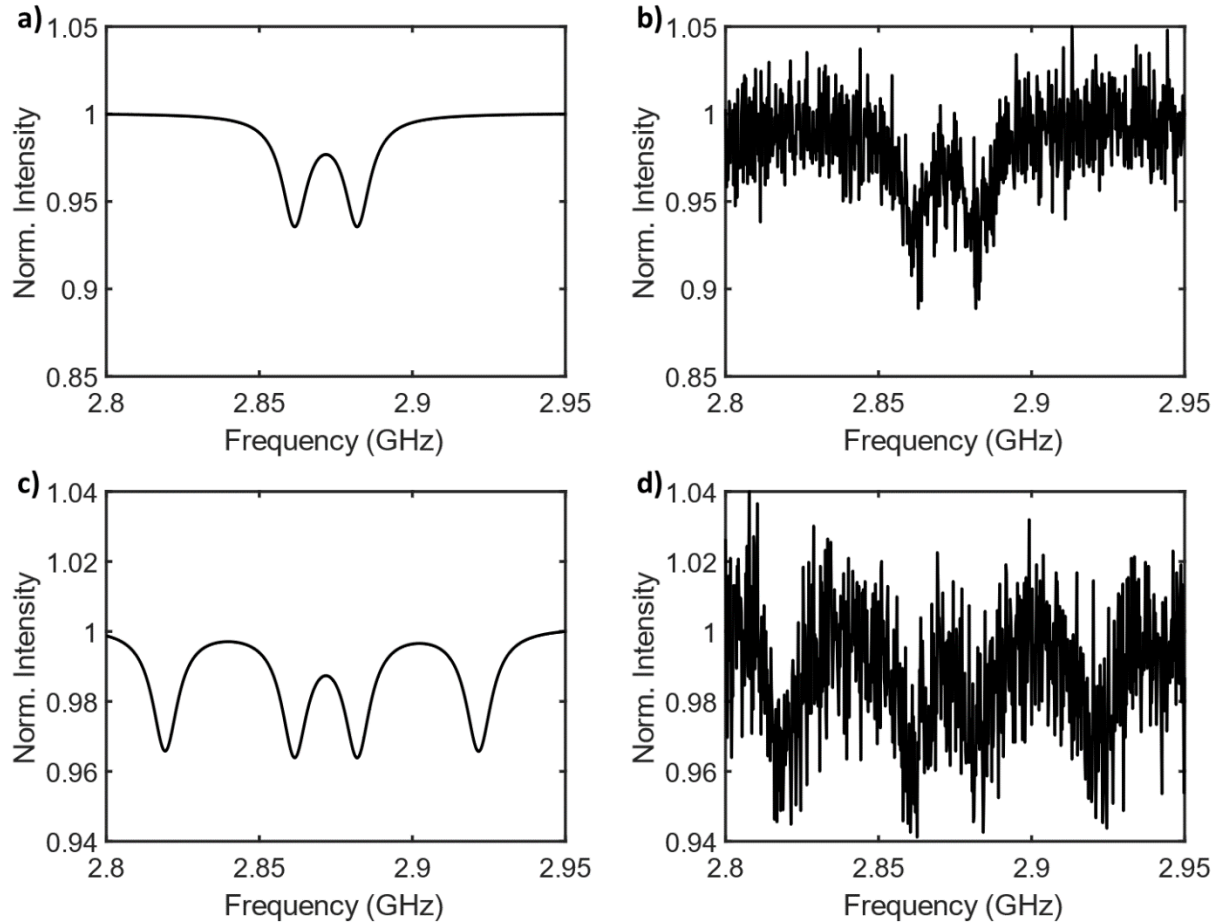 a)
1.05
1
0.95
0.9
0.85
Norm. Intensity
2.8 2.85 2.9 2.95
Frequency (GHz)
b)
1.05
1
0.95
0.9
0.85
Norm. Intensity
2.8 2.85 2.9 2.95
Frequency (GHz)
c)
1.04
1.02
1
0.98
0.96
0.94
Norm. Intensity
2.8 2.85 2.9 2.95
Frequency (GHz)
d)
1.04
1.02
1
0.98
0.96
0.94
Norm. Intensity
2.8 2.85 2.9 2.95
Frequency (GHz)